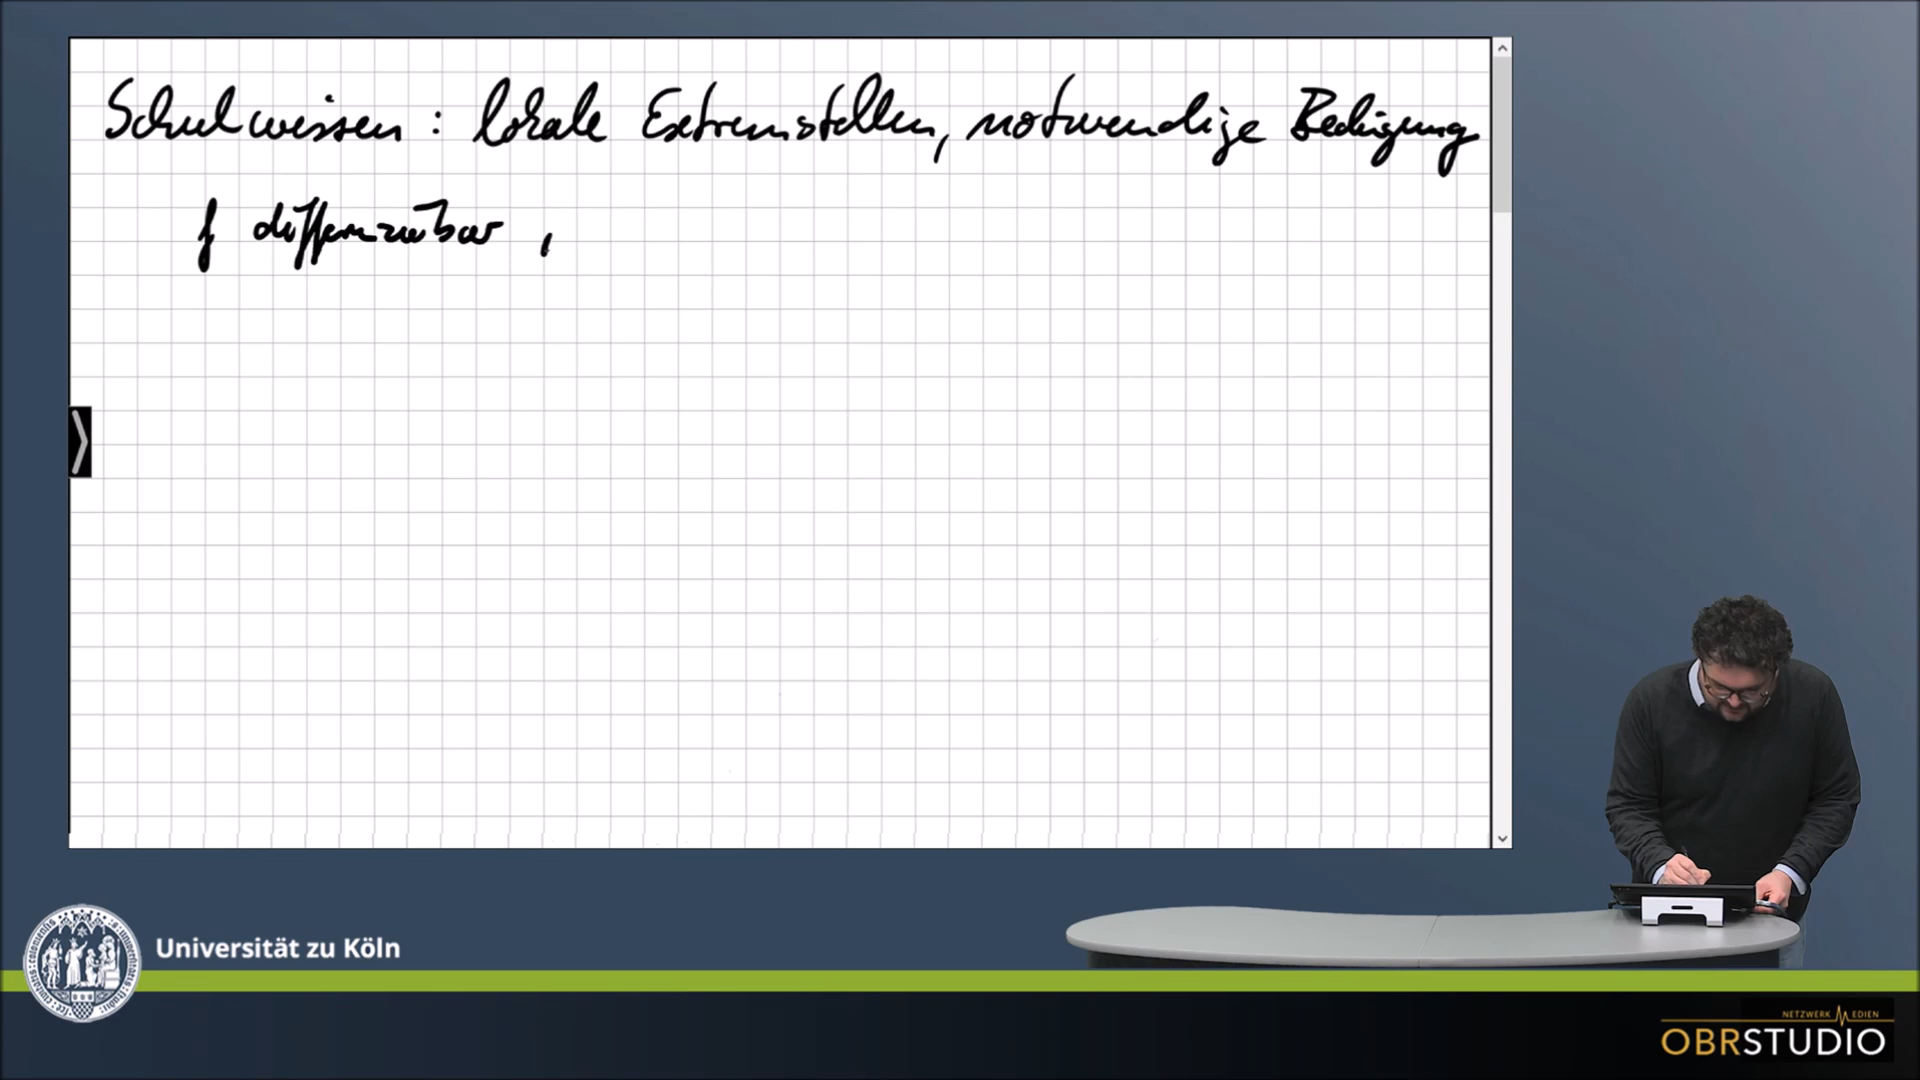 Schulwissen: lokale Extremstellen, notwendige Bedingung
f differenzierbar,
Universität zu Köln
NETZWERK MEDIEN
OBRSTUDIO